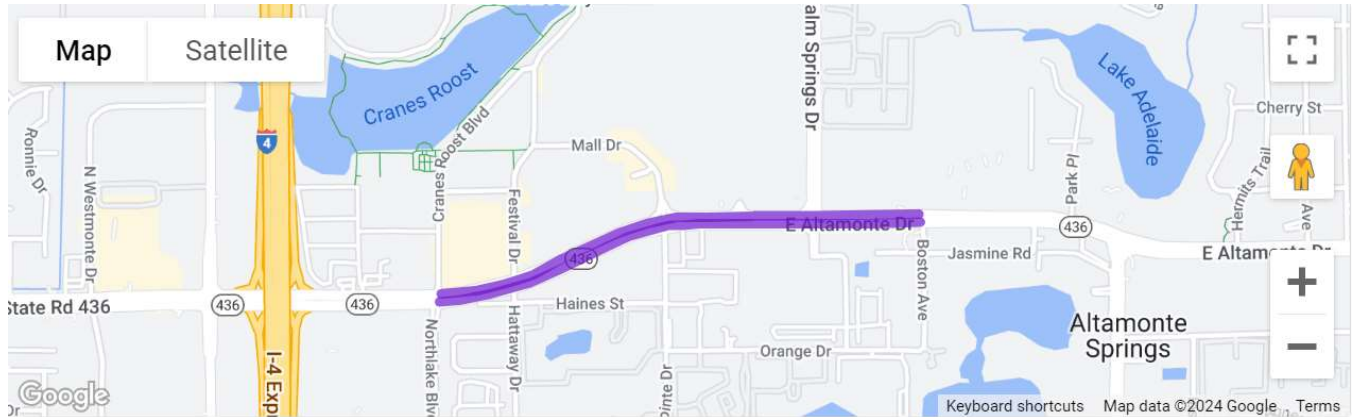 Map
Satellite
Cranes Roost
Cranes Roost Blvd
alm Springs Dr
Lake Adelaide
Cherry St
Ronnie Dr
N Westmonte Dr
4
Mall Dr
Festival Dr
Park Pl
Hermits Trail
Ave
436
E Altamonte Dr
436
Jasmine Rd
E Altamonte Dr
State Rd 436
436
436
Haines St
Boston Ave
Northlake Blv
Hattaway Dr
Orange Dr
Altamonte
Springs
I-4 Exp
ointe Dr
Google
Keyboard shortcuts
Map data ©2024 Google
Terms